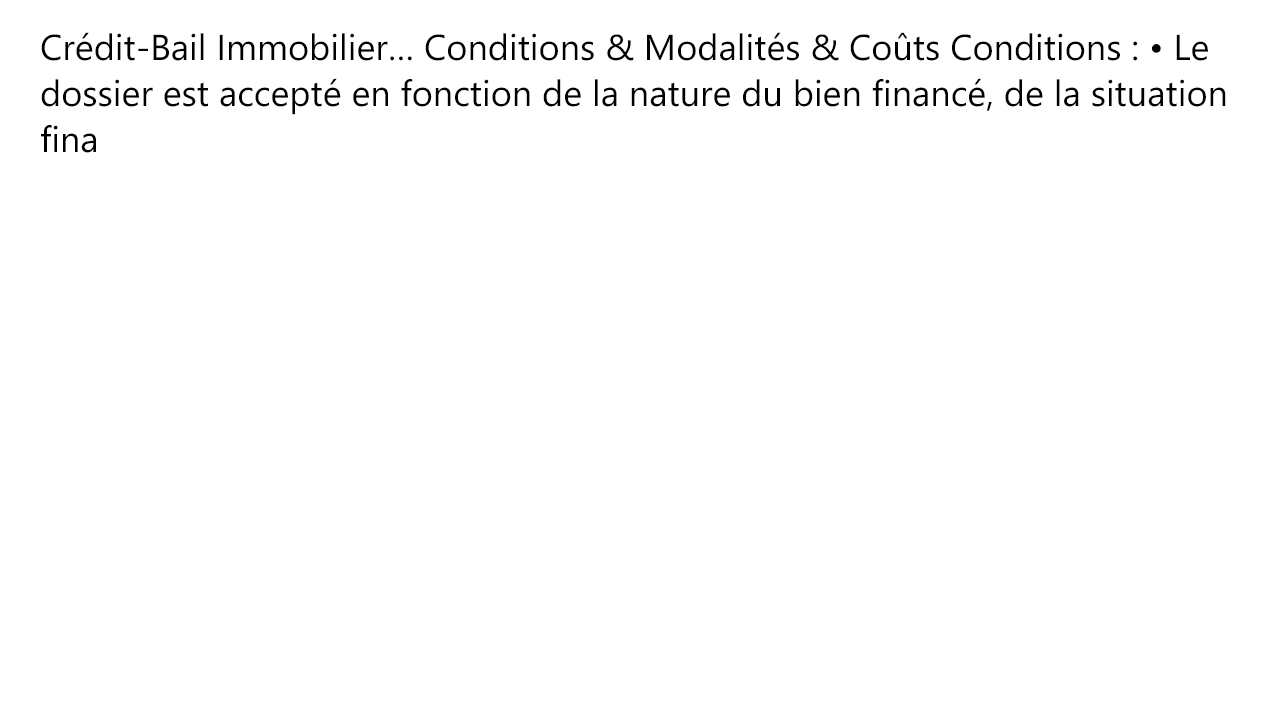 Crédit-Bail Immobilier... Conditions & Modalités & Coûts Conditions : • Le
dossier est accepté en fonction de la nature du bien financé, de la situation
fina